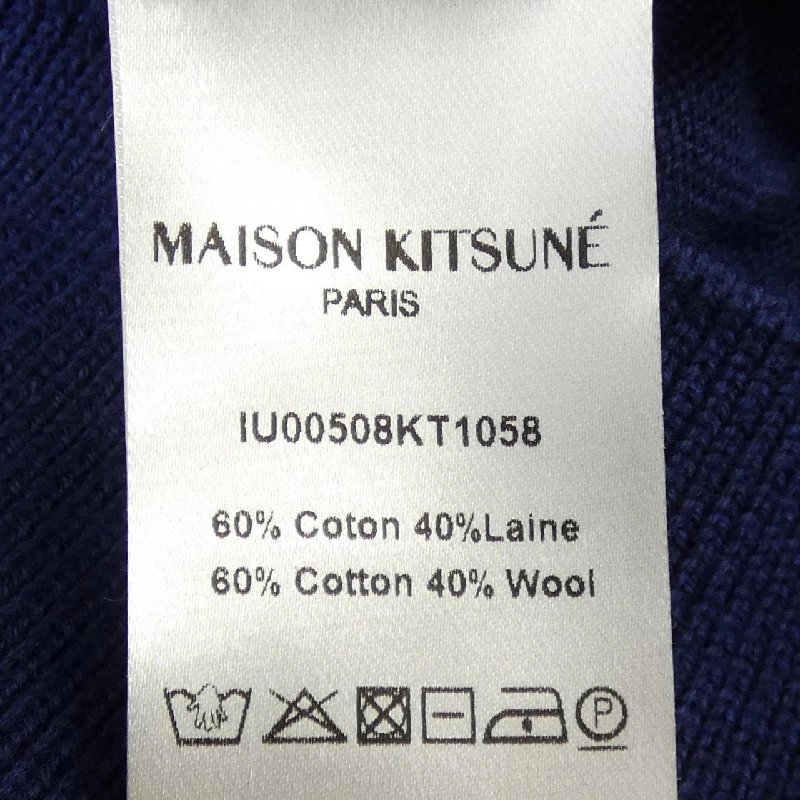 MAISON KITSUNÉ
PARIS
IU00508KT1058
60% Coton 40%Laine
60% Cotton 40% Wool
P